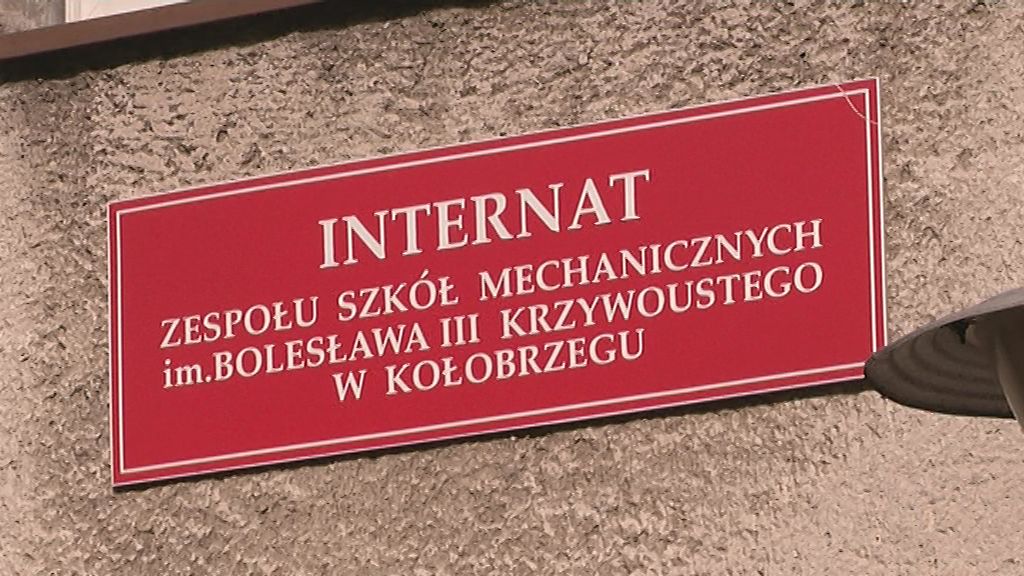 INTERNAT
ZESPOŁU SZKÓŁ MECHANICZNYCH
im.BOLESŁAWA III KRZYWOUSTEGO
W KOŁOBRZEGU